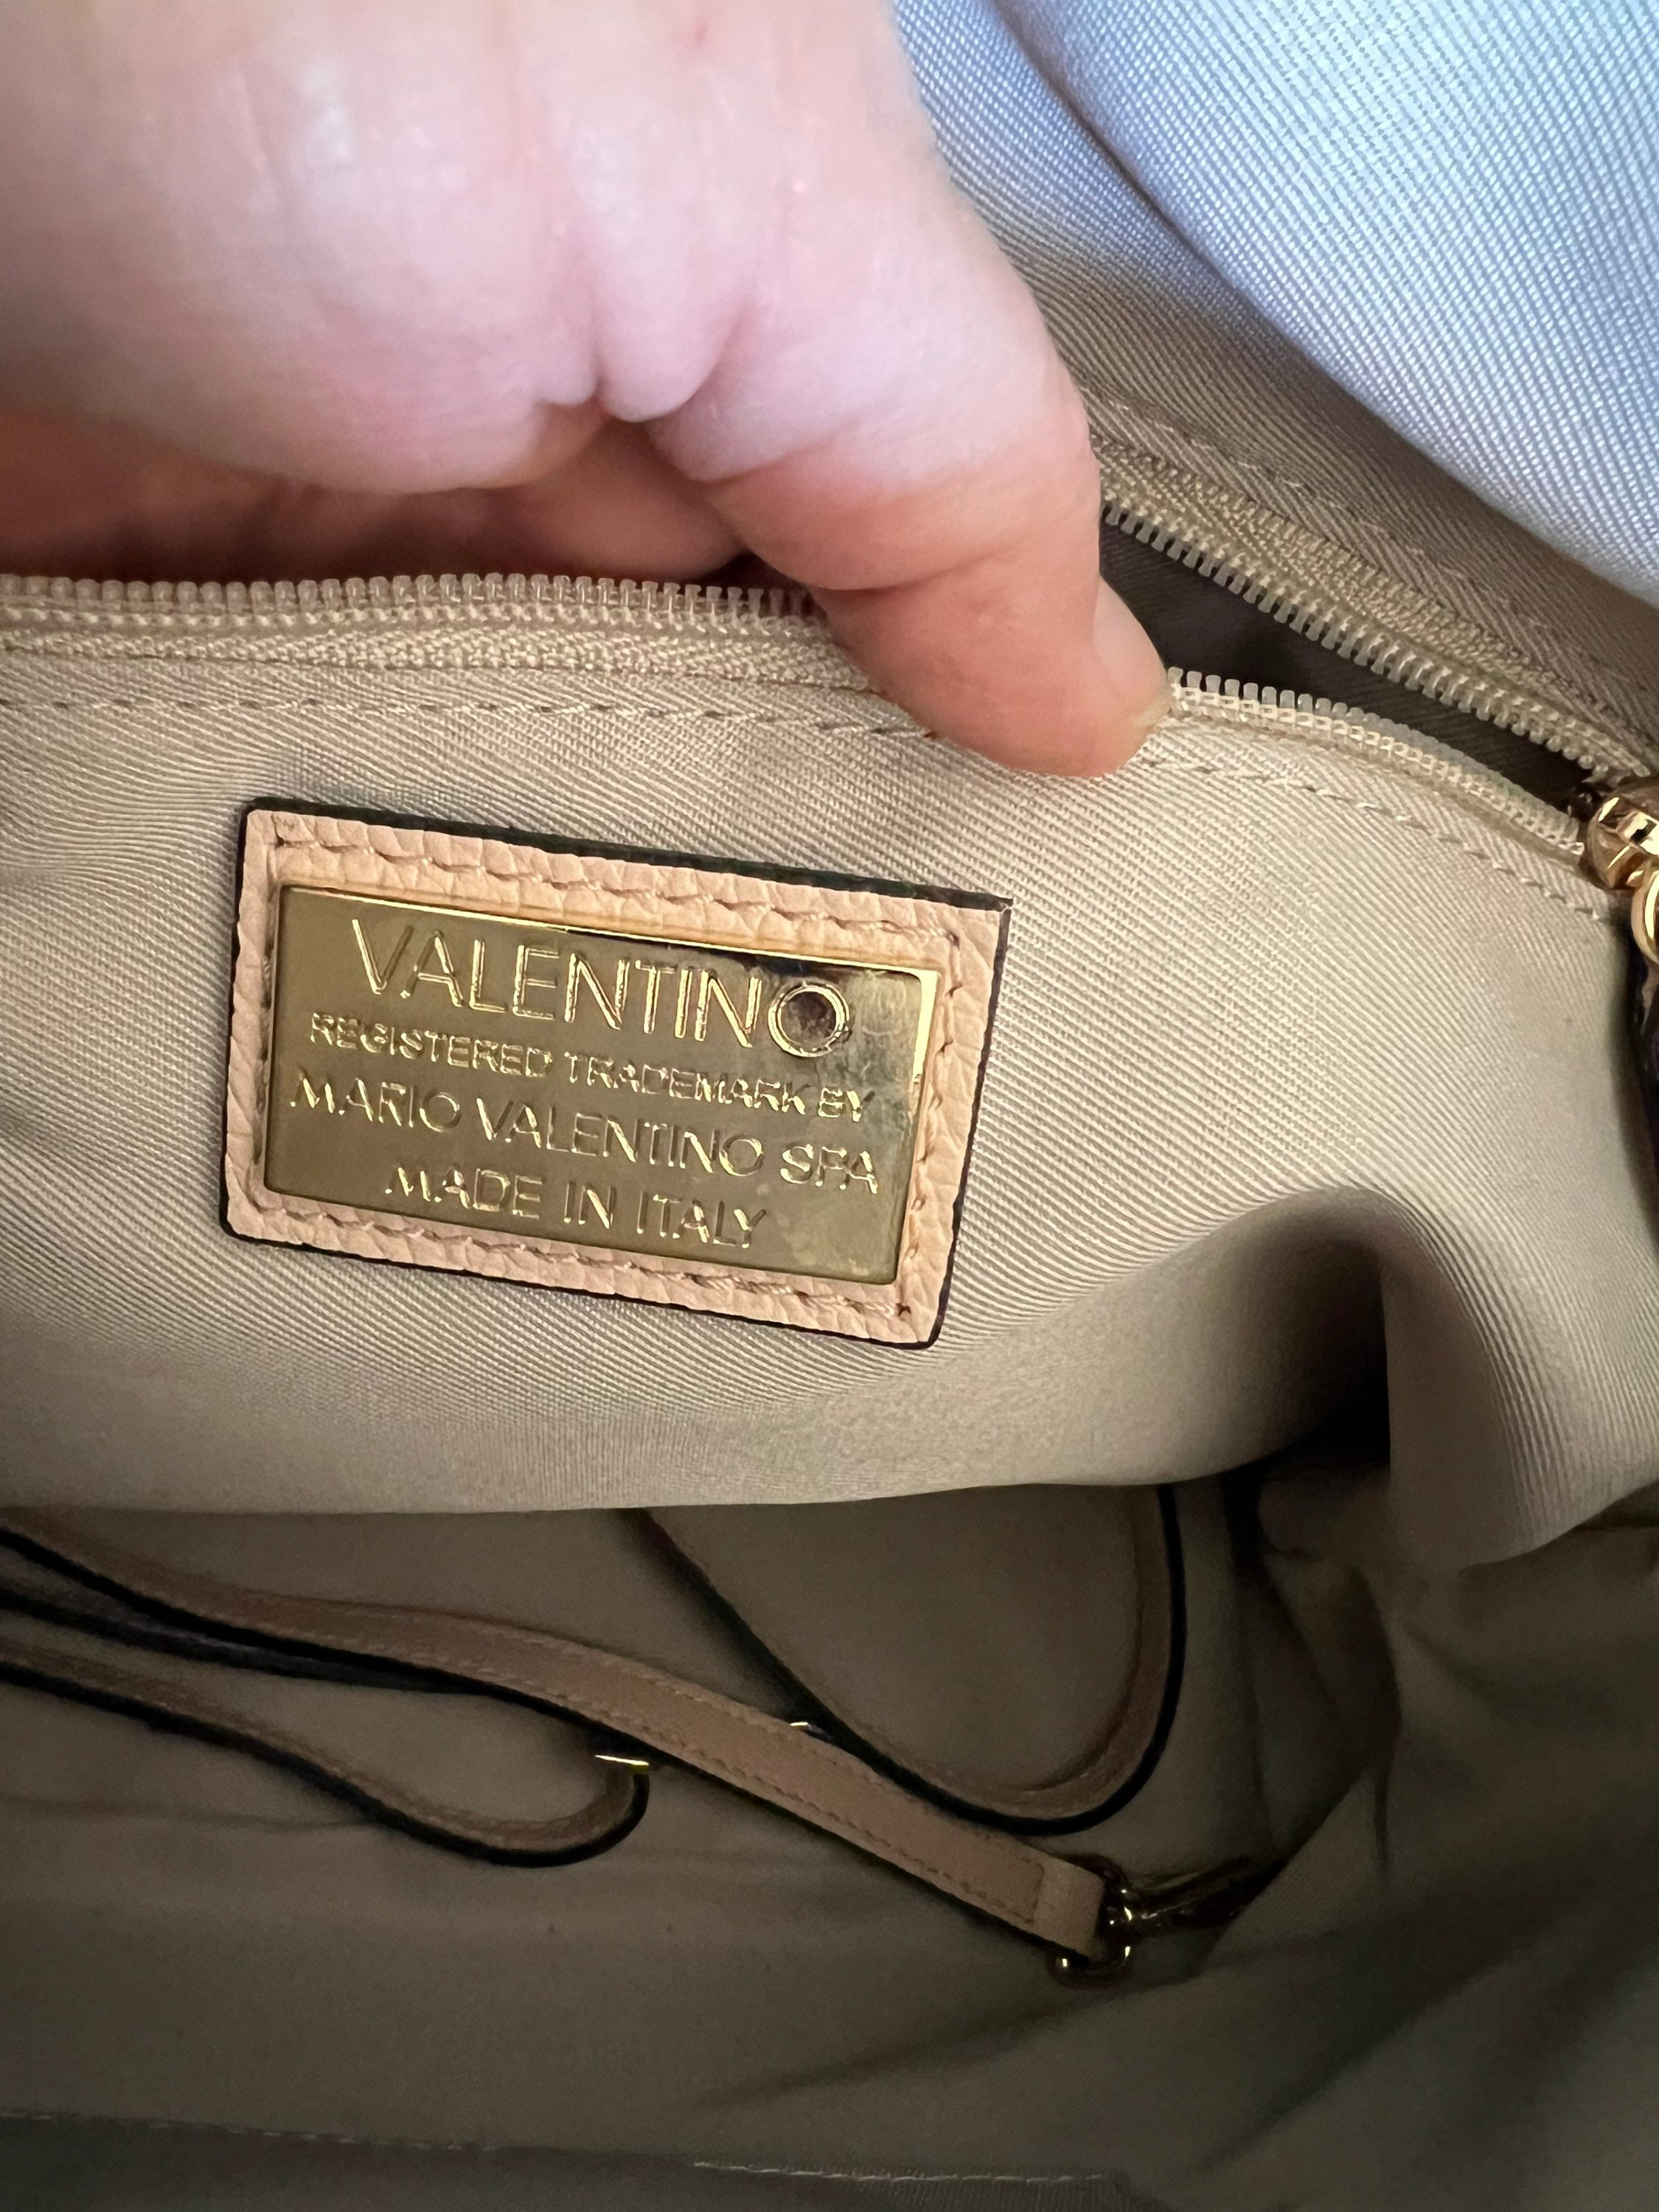 VALENTINO
REGISTERED TRADEMARK BY
MARIO VALENTINO SPA
MADE IN ITALY